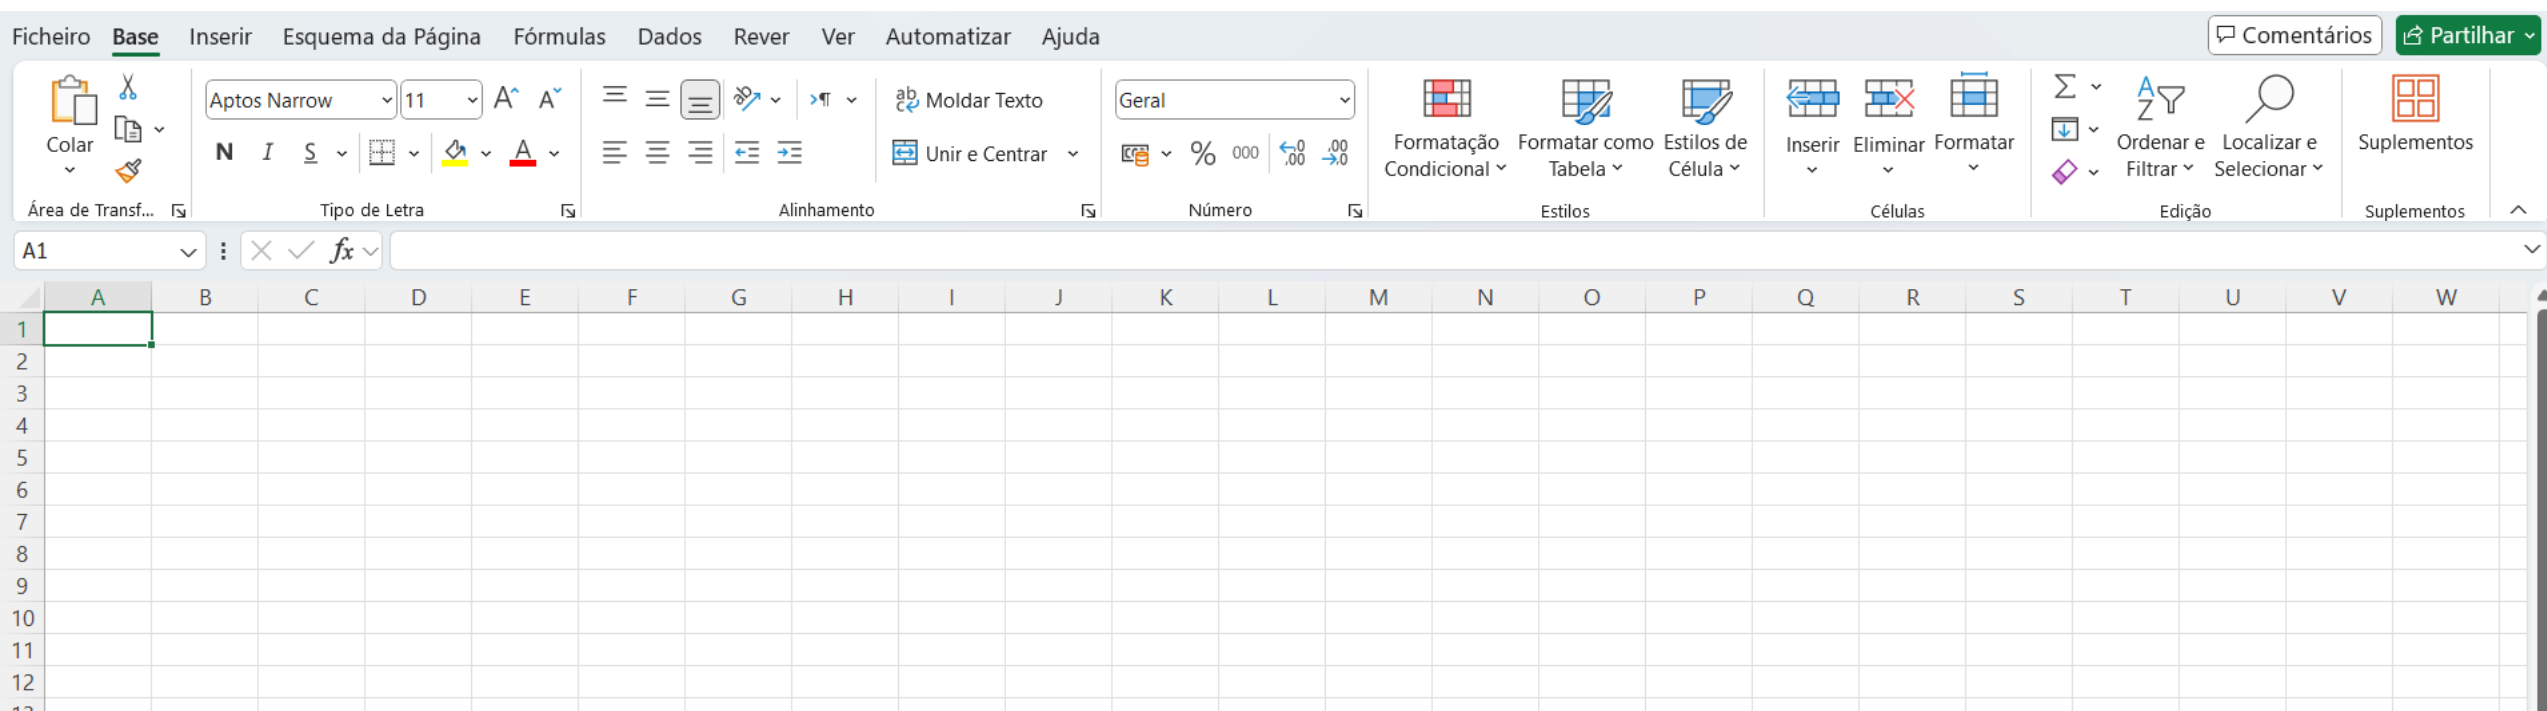 Ficheiro Base Inserir Esquema da Página Fórmulas Dados Rever Ver Automatizar Ajuda Comentários Partilhar
Colar
Aptos Narrow 11
N I S A
Área de Transf...
Tipo de Letra
ab Moldar Texto
Unir e Centrar
Alinhamento
Geral
% 000 ,00 ,0
Número
Formatação Condicional
Formatar como Tabela
Estilos de Célula
Estilos
Inserir Eliminar Formatar
Células
Ordenar e Filtrar
Localizar e Selecionar
Edição
Suplementos
Suplementos
A1 fx
A B C D E F G H I J K L M N O P Q R S T U V W
1
2
3
4
5
6
7
8
9
10
11
12